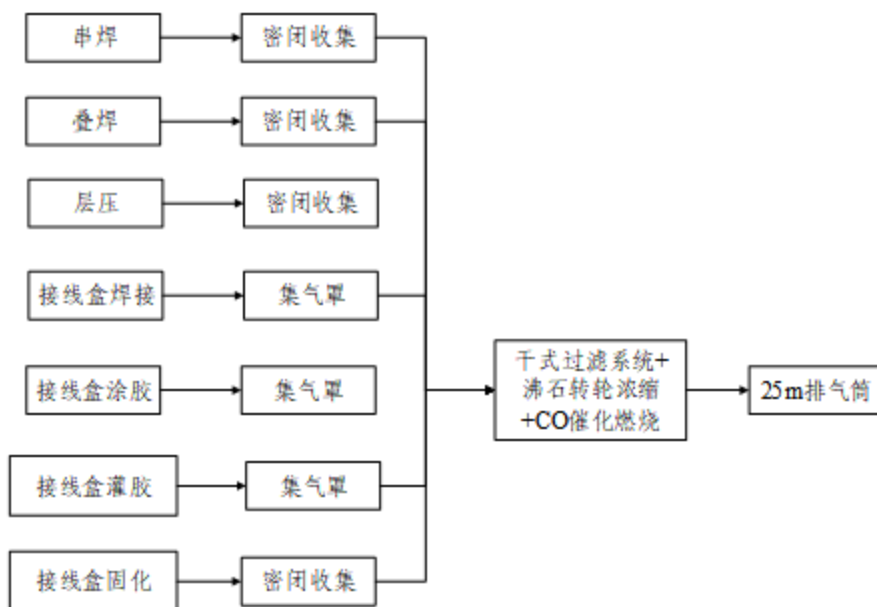 串焊
密闭收集
叠焊
密闭收集
层压
密闭收集
接线盒焊接
集气罩
接线盒涂胶
集气罩
接线盒灌胶
集气罩
接线盒固化
密闭收集
干式过滤系统+
沸石转轮浓缩
+CO催化燃烧
25m排气筒